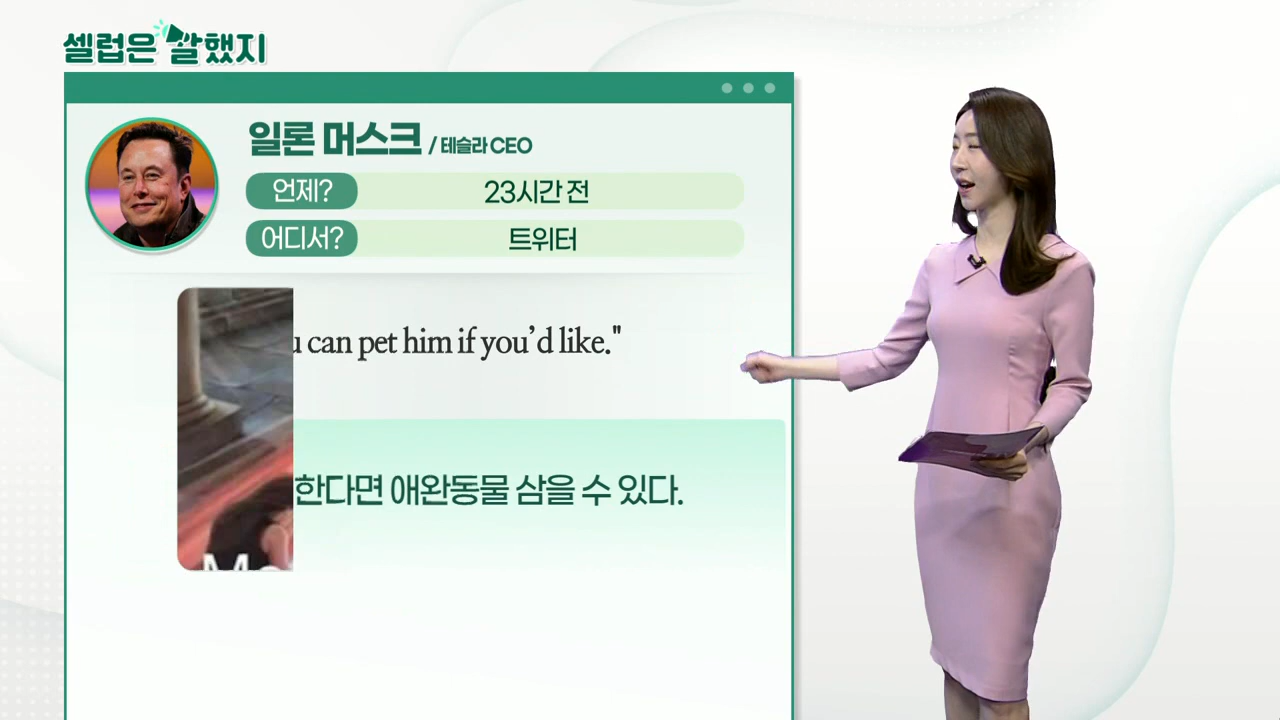 셀럽은 말했지
일론 머스크 / 테슬라 CEO
언제? 23시간 전
어디서? 트위터
can pet him if you’d like."
한다면 애완동물 삼을 수 있다.